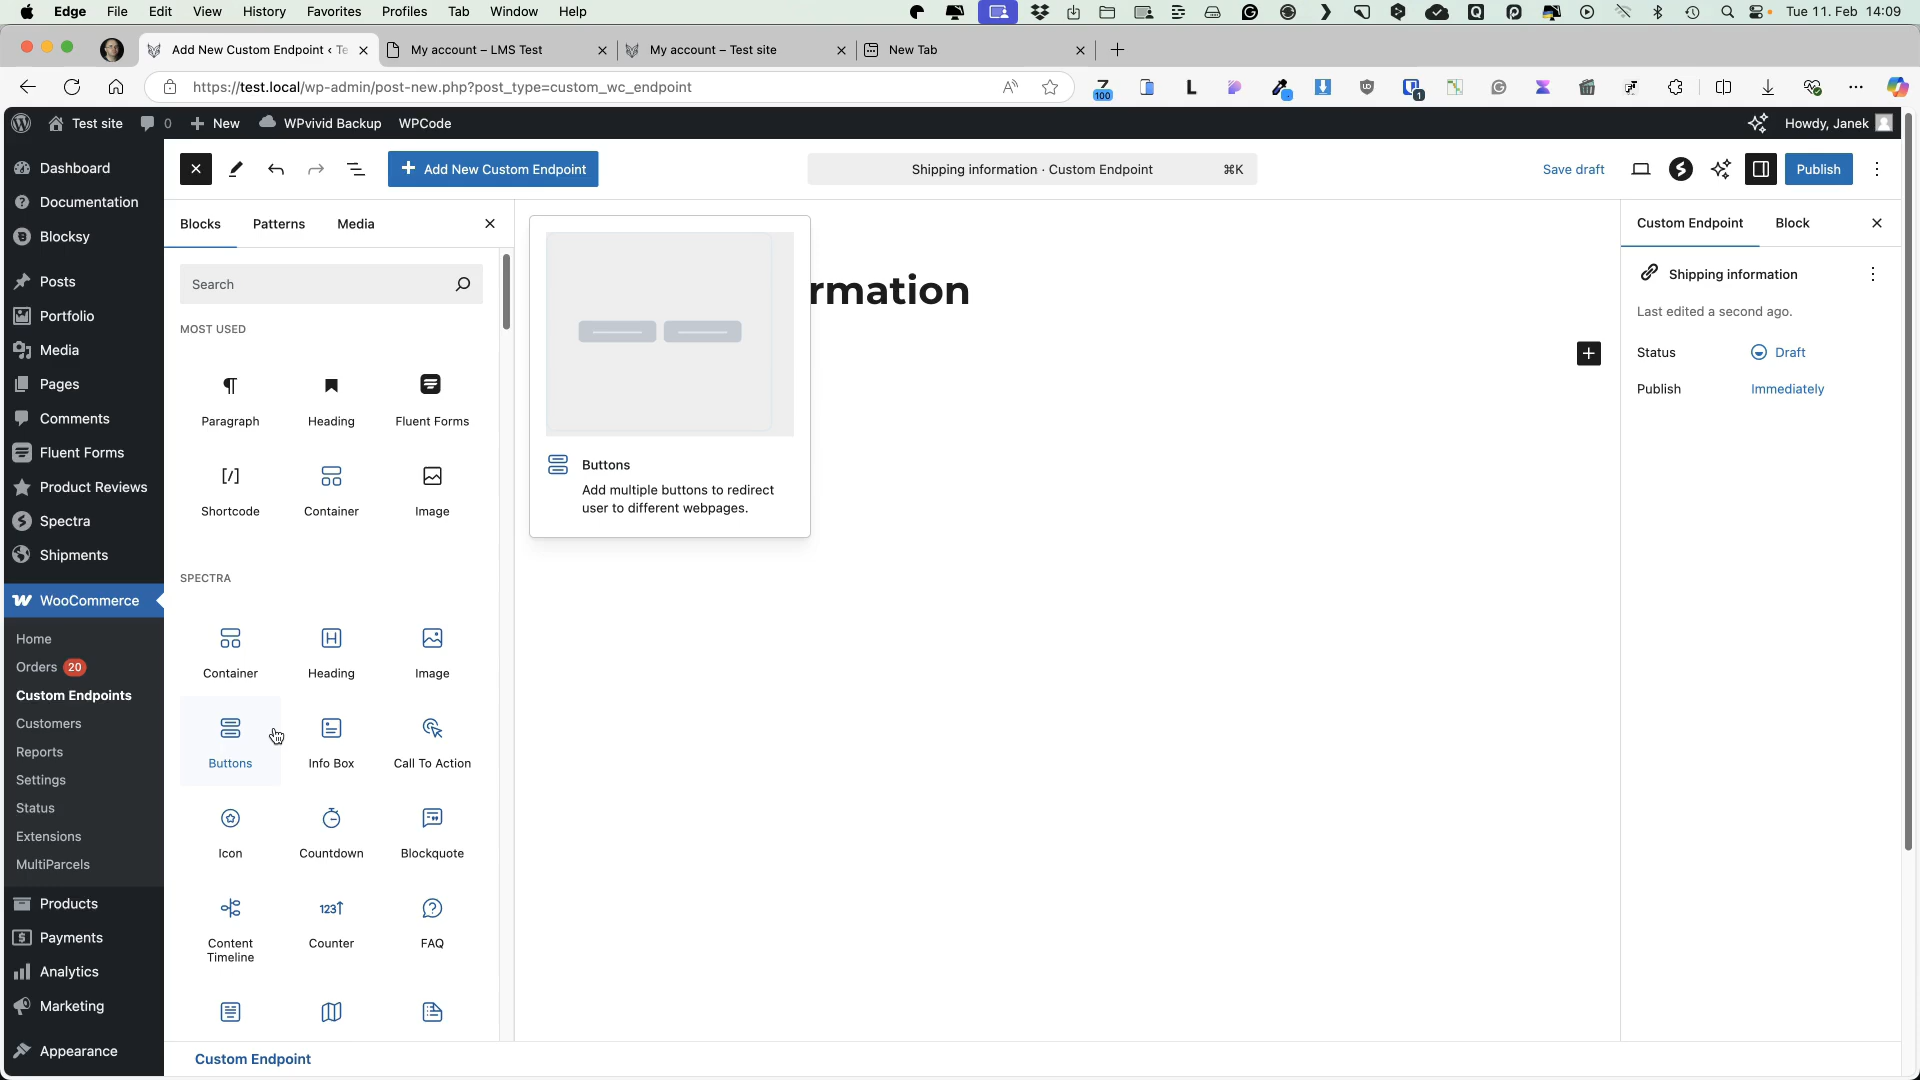 Edge File Edit View History Favorites Profiles Tab Window Help Tue 11. Feb 14:09
Add New Custom Endpoint ‹ Te My account – LMS Test My account – Test site New Tab
https://test.local/wp-admin/post-new.php?post_type=custom_wc_endpoint
100
1
Test site 0 New WPvivid Backup WPCode Howdy, Janek
Dashboard
Documentation
Blocksy
Posts
Portfolio
Media
Pages
Comments
Fluent Forms
Product Reviews
Spectra
Shipments
WooCommerce
Home
Orders 20
Custom Endpoints
Customers
Reports
Settings
Status
Extensions
MultiParcels
Products
Payments
Analytics
Marketing
Appearance
Add New Custom Endpoint
Shipping information · Custom Endpoint ⌘K
Save draft
Publish
Blocks Patterns Media
Search
MOST USED
Paragraph Heading Fluent Forms
Shortcode Container Image
SPECTRA
Container Heading Image
Buttons Info Box Call To Action
Icon Countdown Blockquote
123
Content Timeline Counter FAQ
Buttons
Add multiple buttons to redirect
user to different webpages.
rmation
Custom Endpoint Block
Shipping information
Last edited a second ago.
Status Draft
Publish Immediately
Custom Endpoint